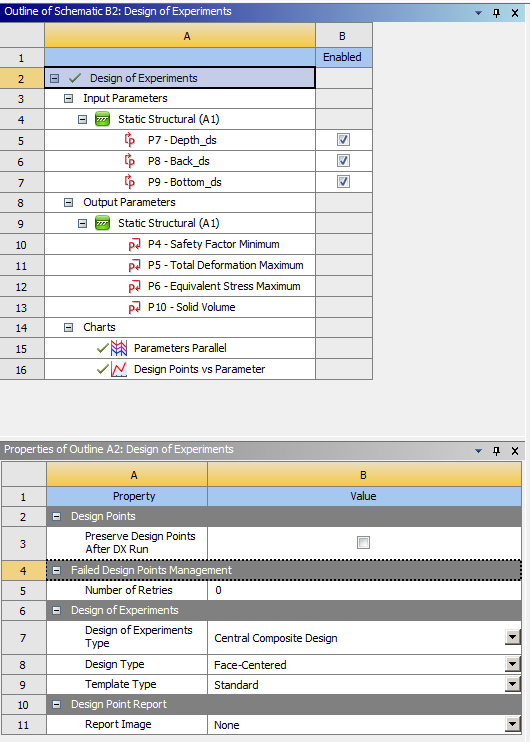 Outline of Schematic B2: Design of Experiments
A B
1 Enabled
2 Design of Experiments
3 Input Parameters
4 Static Structural (A1)
5 P7 - Depth_ds
6 P8 - Back_ds
7 P9 - Bottom_ds
8 Output Parameters
9 Static Structural (A1)
10 P4 - Safety Factor Minimum
11 P5 - Total Deformation Maximum
12 P6 - Equivalent Stress Maximum
13 P10 - Solid Volume
14 Charts
15 Parameters Parallel
16 Design Points vs Parameter
Properties of Outline A2: Design of Experiments
A B
1 Property Value
2 Design Points
3 Preserve Design Points
After DX Run
4 Failed Design Points Management
5 Number of Retries 0
6 Design of Experiments
7 Design of Experiments
Type Central Composite Design
8 Design Type Face-Centered
9 Template Type Standard
10 Design Point Report
11 Report Image None